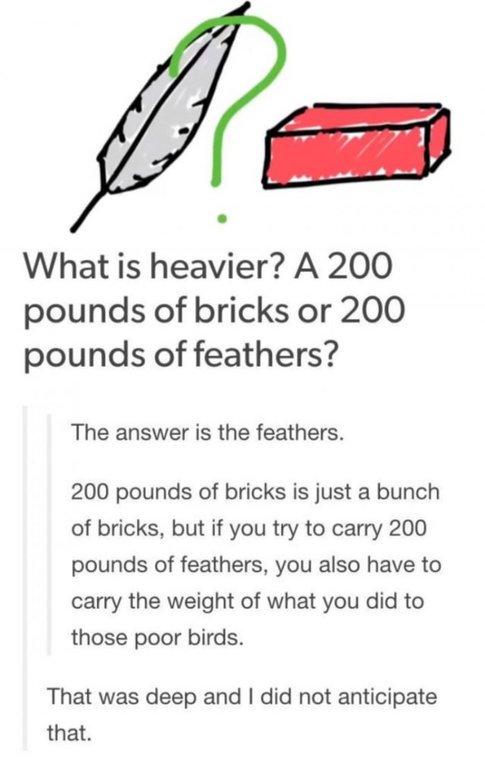 ?
What is heavier? A 200
pounds of bricks or 200
pounds of feathers?
The answer is the feathers.
200 pounds of bricks is just a bunch
of bricks, but if you try to carry 200
pounds of feathers, you also have to
carry the weight of what you did to
those poor birds.
That was deep and I did not anticipate
that.